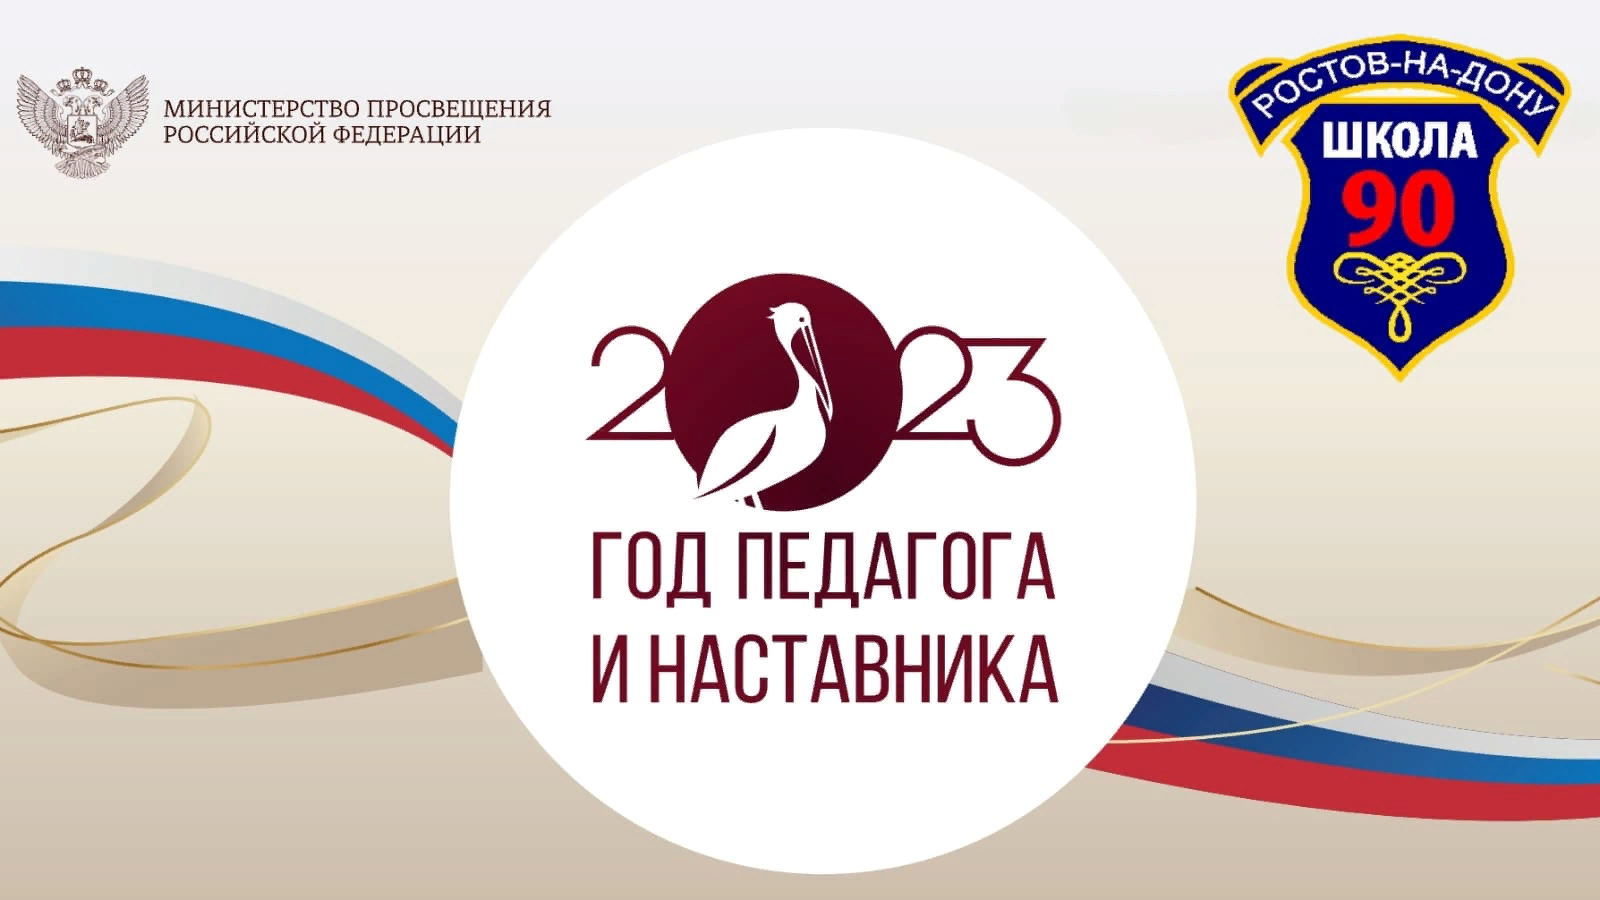 МИНИСТЕРСТВО ПРОСВЕЩЕНИЯ
РОССИЙСКОЙ ФЕДЕРАЦИИ
РОСТОВ-НА-ДОНУ
ШКОЛА
90
2023
ГОД ПЕДАГОГА
И НАСТАВНИКА